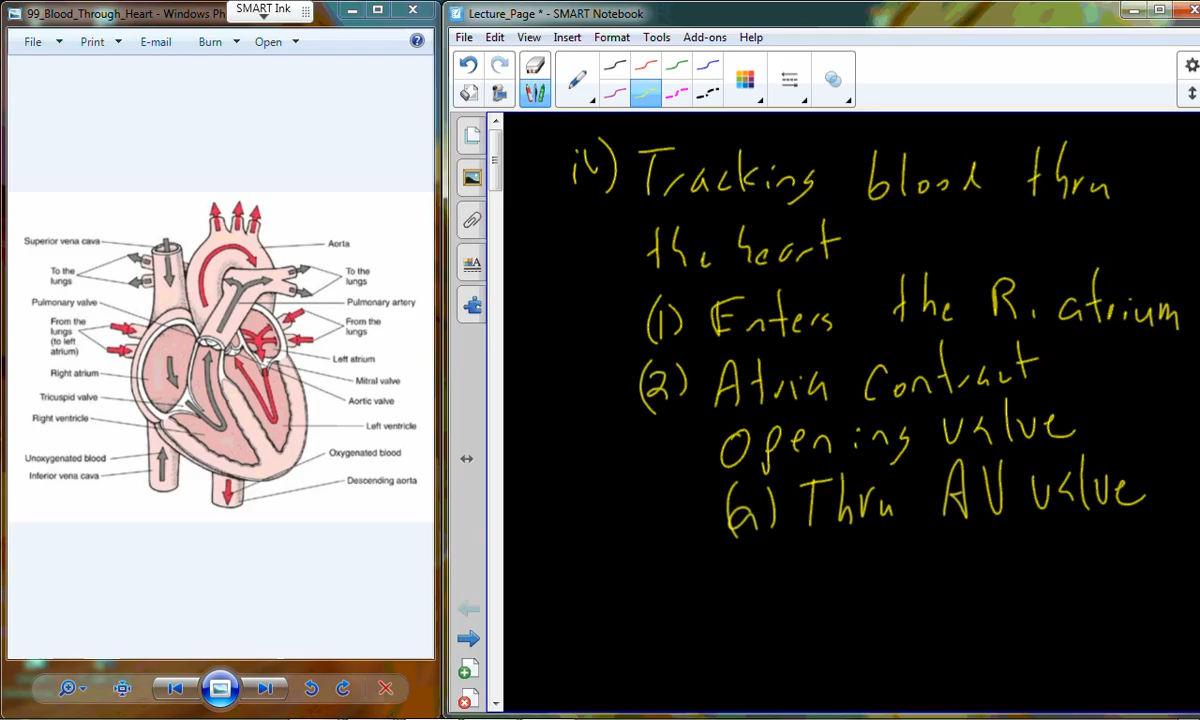 99_Blood_Through_Heart - Windows Ph
SMART Ink
File Print E-mail Burn Open
Superior vena cava
To the
lungs
Pulmonary valve
From the
lungs
(to left
atrium)
Right atrium
Tricuspid valve
Right ventricle
Unoxygenated blood
Inferior vena cava
Aorta
To the
lungs
Pulmonary artery
From the
lungs
Left atrium
Mitral valve
Aortic valve
Left ventricle
Oxygenated blood
Descending aorta
Lecture_Page * - SMART Notebook
File Edit View Insert Format Tools Add-ons Help
iv) Tracking blood thru
the heart
(1) Enters the R. atrium
(2) Atria contract
opening valve
(a) Thru AV valve